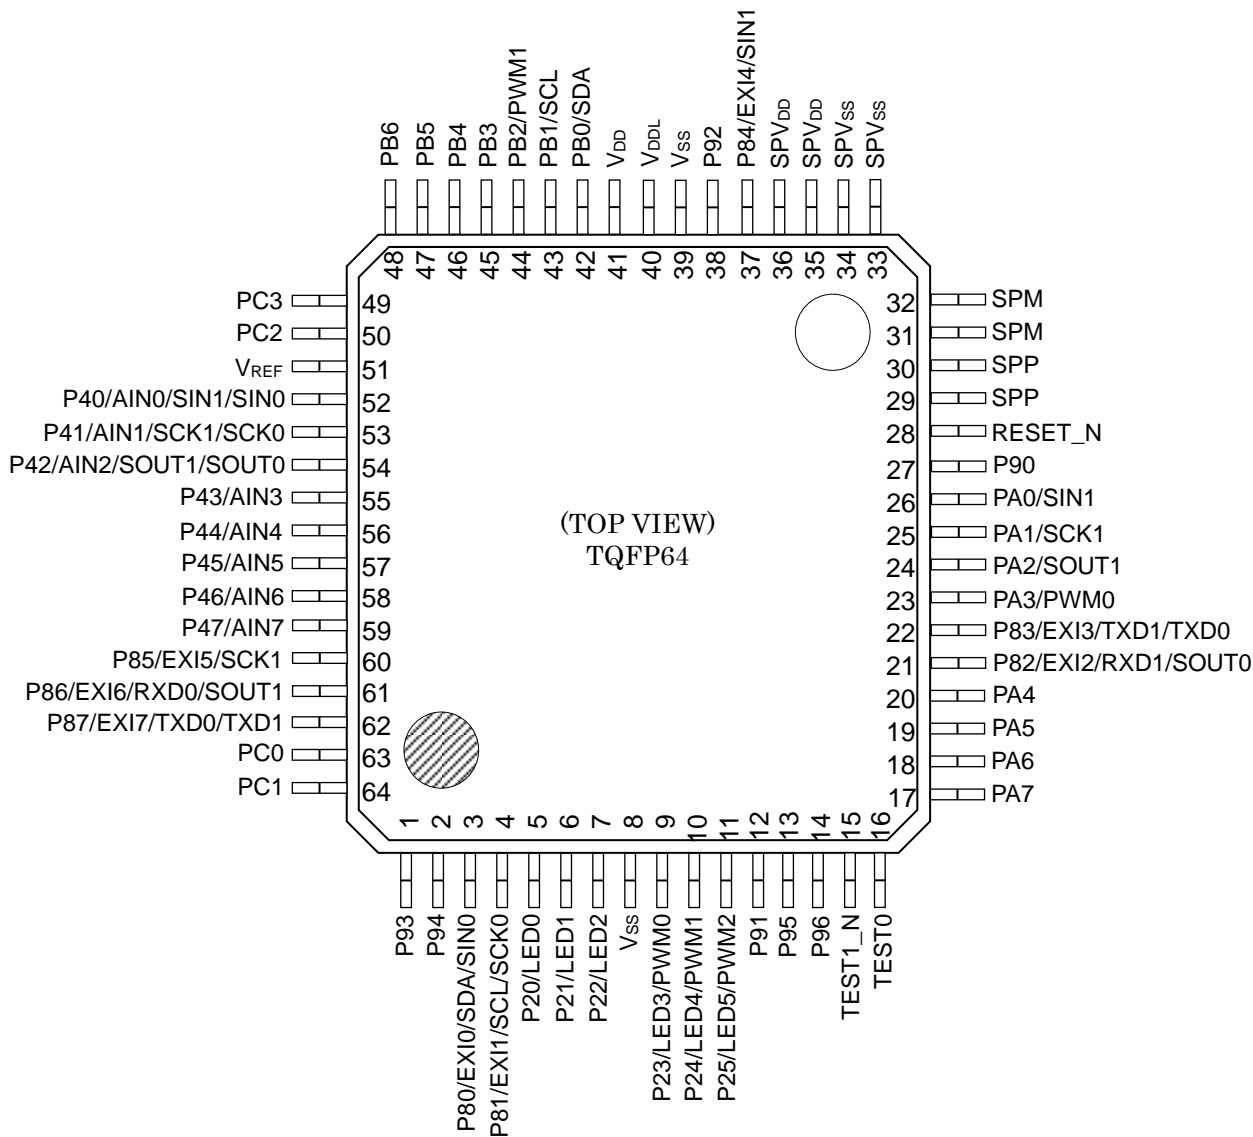 PB6
PB5
PB4
PB3
PB2/PWM1
PB1/SCL
PB0/SDA
VDD
VDDL
VSS
P92
P84/EXI4/SIN1
SPVDD
SPVDD
SPVSS
SPVSS
48
47
46
45
44
43
42
41
40
39
38
37
36
35
34
33
PC3 49
PC2 50
VREF 51
P40/AIN0/SIN1/SIN0 52
P41/AIN1/SCK1/SCK0 53
P42/AIN2/SOUT1/SOUT0 54
P43/AIN3 55
P44/AIN4 56
P45/AIN5 57
P46/AIN6 58
P47/AIN7 59
P85/EXI5/SCK1 60
P86/EXI6/RXD0/SOUT1 61
P87/EXI7/TXD0/TXD1 62
PC0 63
PC1 64
(TOP VIEW)
TQFP64
32 SPM
31 SPM
30 SPP
29 SPP
28 RESET_N
27 P90
26 PA0/SIN1
25 PA1/SCK1
24 PA2/SOUT1
23 PA3/PWM0
22 P83/EXI3/TXD1/TXD0
21 P82/EXI2/RXD1/SOUT0
20 PA4
19 PA5
18 PA6
17 PA7
1
2
3
4
5
6
7
8
9
10
11
12
13
14
15
16
P93
P94
P80/EXI0/SDA/SIN0
P81/EXI1/SCL/SCK0
P20/LED0
P21/LED1
P22/LED2
VSS
P23/LED3/PWM0
P24/LED4/PWM1
P25/LED5/PWM2
P91
P95
P96
TEST1_N
TEST0